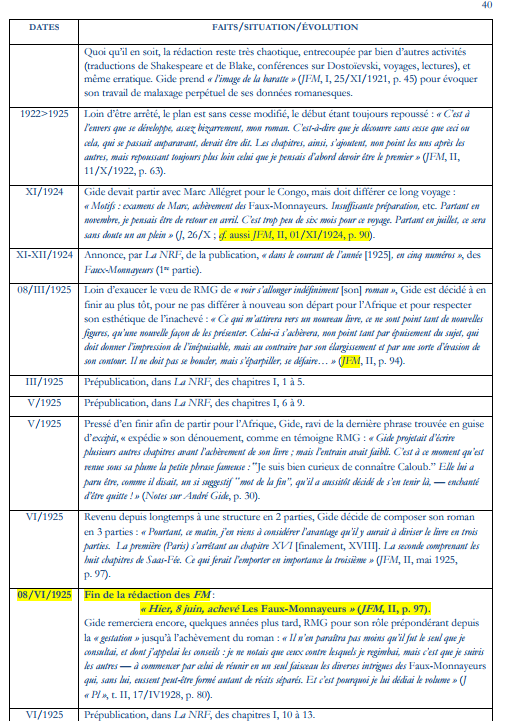 40
DATES FAITS/SITUATION/ÉVOLUTION
Quoi qu'il en soit, la rédaction reste très chaotique, entrecoupée par bien d'autres activités
(traductions de Shakespeare et de Blake, conférences sur Dostoïevski, voyages, lectures), et
même erratique. Gide prend « l'image de la baratte » (JFM, I, 25/XI/1921, p. 45) pour évoquer
son travail de malaxage perpétuel de ses données romanesques.
1922>1925 Loin d'être arrêté, le plan est sans cesse modifié, le début étant toujours repoussé : « C'est à
l'envers que se développe, assez bizarrement, mon roman. C'est-à-dire que je découvre sans cesse que ceci ou
cela, qui se passait auparavant, devait être dit. Les chapitres, ainsi, s'ajoutent, non point les uns après les
autres, mais repoussant toujours plus loin celui que je pensais d'abord devoir être le premier » (JFM, II,
11/X/1922, p. 63).
XI/1924 Gide devait partir avec Marc Allégret pour le Congo, mais doit différer ce long voyage :
« Motifs : examens de Marc, achèvement des Faux-Monnayeurs. Insuffisante préparation, etc. Partant en
novembre, je pensais être de retour en avril. C'est trop peu de six mois pour ce voyage. Partant en juillet, ce sera
sans doute un an plein » (J, 26/X ; cf. aussi JFM, II, 01/XI/1924, p. 90).
XI-XII/1924 Annonce, par La NRF, de la publication, « dans le courant de l'année [1925], en cinq numéros », des
Faux-Monnayeurs (1re partie).
08/III/1925 Loin d'exaucer le vœu de RMG de « voir s'allonger indéfiniment [son] roman », Gide est décidé à en
finir au plus tôt, pour ne pas différer à nouveau son départ pour l'Afrique et pour respecter
son esthétique de l'inachevé : « Ce qui m'attirera vers un nouveau livre, ce ne sont point tant de nouvelles
figures, qu'une nouvelle façon de les présenter. Celui-ci s'achèvera, non point tant par épuisement du sujet, qui
doit donner l'impression de l'inépuisable, mais au contraire par son élargissement et par une sorte d'évasion de
son contour. Il ne doit pas se boucler, mais s'éparpiller, se défaire… » (JFM, II, p. 94).
III/1925 Prépublication, dans La NRF, des chapitres I, 1 à 5.
V/1925 Prépublication, dans La NRF, des chapitres I, 6 à 9.
V/1925 Pressé d'en finir afin de partir pour l'Afrique, Gide, ravi de la dernière phrase trouvée en guise
d'excipit, « expédie » son dénouement, comme en témoigne RMG : « Gide projetait d'écrire
plusieurs autres chapitres avant l'achèvement de son livre ; mais l'entrain avait faibli. C'est à ce moment qu'est
venue sous sa plume la petite phrase fameuse : "Je suis bien curieux de connaître Caloub." Elle lui a
paru être, comme il disait, un si suggestif "mot de la fin", qu'il a aussitôt décidé de s'en tenir là, — enchanté
d'être quitte ! » (Notes sur André Gide, p. 30).
VI/1925 Revenu depuis longtemps à une structure en 2 parties, Gide décide de composer son roman
en 3 parties : « Pourtant, ce matin, j'en viens à considérer l'avantage qu'il y aurait à diviser le livre en trois
parties. La première (Paris) s'arrêtant au chapitre XVI [finalement, XVIII]. La seconde comprenant les
huit chapitres de Saas-Fée. Ce qui ferait l'emporter en importance la troisième » (JFM, II, mai 1925,
p. 97).
08/VI/1925 Fin de la rédaction des FM :
« Hier, 8 juin, achevé Les Faux-Monnayeurs » (JFM, II, p. 97).
Gide remerciera encore, quelques années plus tard, RMG pour son rôle prépondérant depuis
la « gestation » jusqu'à l'achèvement du roman : « Il n'en paraîtra pas moins qu'il fut le seul que je
consultai, et dont j'appelai les conseils : je ne notais que ceux contre lesquels je regimbai, mais c'est que je suivis
les autres — à commencer par celui de réunir en un seul faisceau les diverses intrigues des Faux-Monnayeurs
qui, sans lui, eussent peut-être formé autant de récits séparés. Et c'est pourquoi je lui dédiai le volume » (J
« Pl », t. II, 17/IV1928, p. 80).
VI/1925 Prépublication, dans La NRF, des chapitres I, 10 à 13.